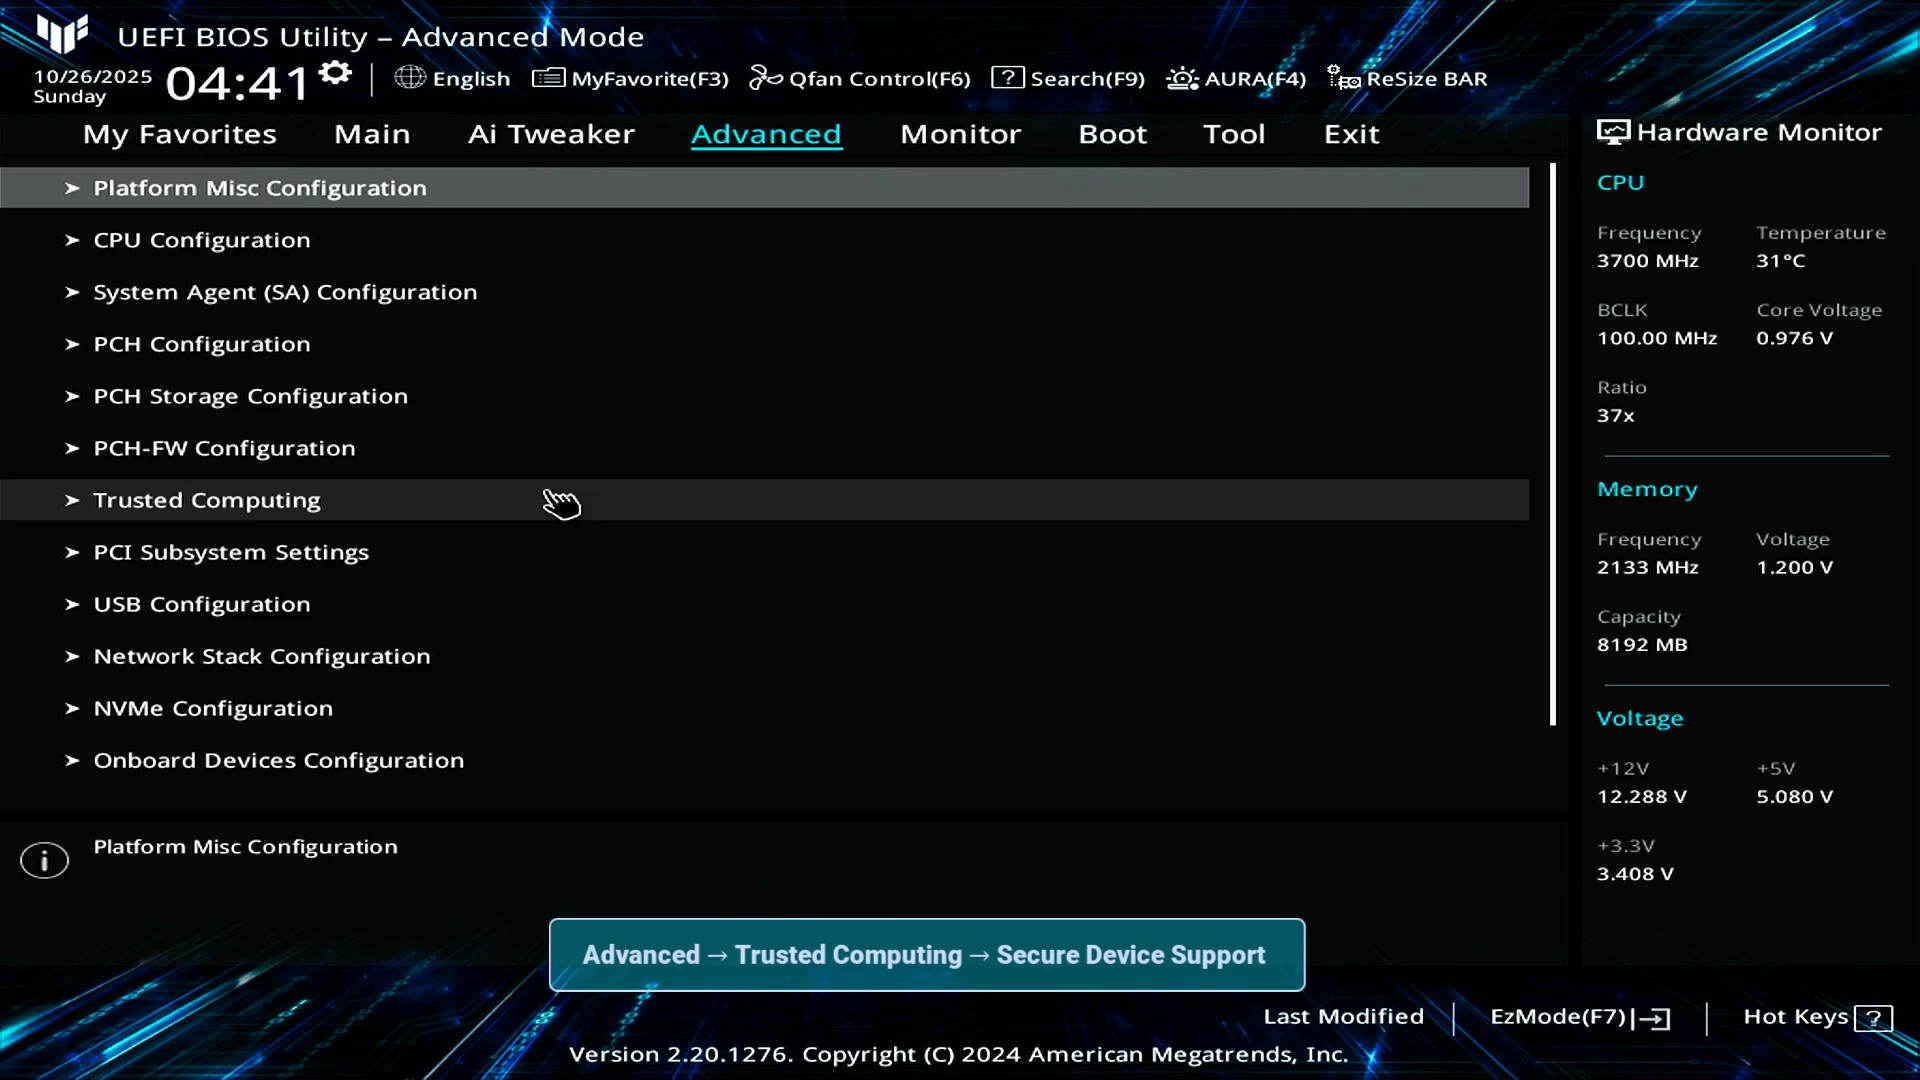 UEFI BIOS Utility – Advanced Mode
10/26/2025
Sunday
04:41
English
MyFavorite(F3)
Qfan Control(F6)
? Search(F9)
AURA(F4)
ReSize BAR
My Favorites
Main
Ai Tweaker
Advanced
Monitor
Boot
Tool
Exit
Platform Misc Configuration
CPU Configuration
System Agent (SA) Configuration
PCH Configuration
PCH Storage Configuration
PCH-FW Configuration
Trusted Computing
PCI Subsystem Settings
USB Configuration
Network Stack Configuration
NVMe Configuration
Onboard Devices Configuration
i
Platform Misc Configuration
Hardware Monitor
CPU
Frequency Temperature
3700 MHz 31°C
BCLK Core Voltage
100.00 MHz 0.976 V
Ratio
37x
Memory
Frequency Voltage
2133 MHz 1.200 V
Capacity
8192 MB
Voltage
+12V +5V
12.288 V 5.080 V
+3.3V
3.408 V
Advanced → Trusted Computing → Secure Device Support
Last Modified
EzMode(F7)
Hot Keys ?
Version 2.20.1276. Copyright (C) 2024 American Megatrends, Inc.